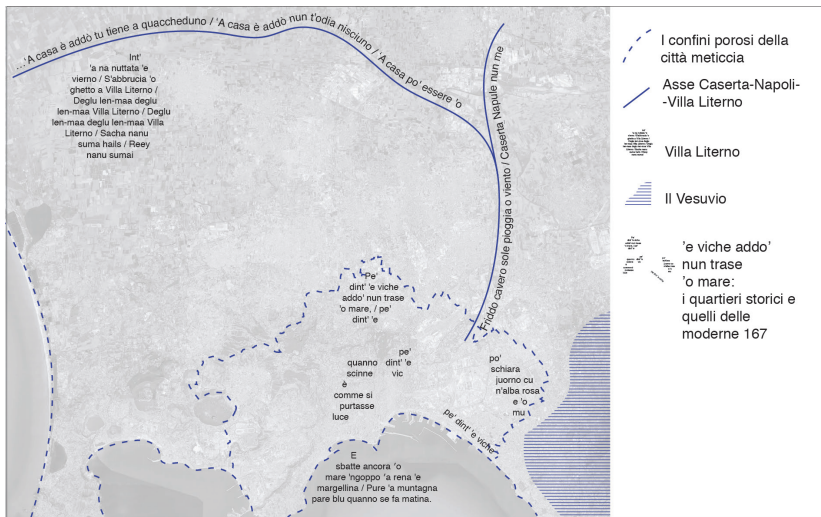 ...'A casa è addò tu tiene a quaccheduno / 'A casa è addò nun t'odia nisciuno / 'A casa po' essere 'o
Friddo cavero sole pioggia o viento / Caserta Napule nun me
Int'
'a na nuttata 'e
vierno / S'abbrucia 'o
ghetto a Villa Literno /
Deglu len-maa deglu
len-maa Villa Literno / Deglu
len-maa deglu len-maa Villa
Literno / Sacha nanu
suma hails / Reey
nanu sumai
Pe'
dint' 'e viche
addo' nun trase
'o mare, / pe'
dint' 'e
pe'
dint' 'e
vic
quanno
scinne
è
comme si
purtasse
luce
po'
schiara
juorno cu
n'alba rosa
e 'o
mu
pe' dint' 'e viche
E
sbatte ancora 'o
mare 'ngoppo 'a rena 'e
margellina / Pure 'a muntagna
pare blu quanno se fa matina.
I confini porosi della
città meticcia
Asse Caserta-Napoli-
-Villa Literno
Villa Literno
Il Vesuvio
'e viche addo'
nun trase
'o mare:
i quartieri storici e
quelli delle
moderne 167